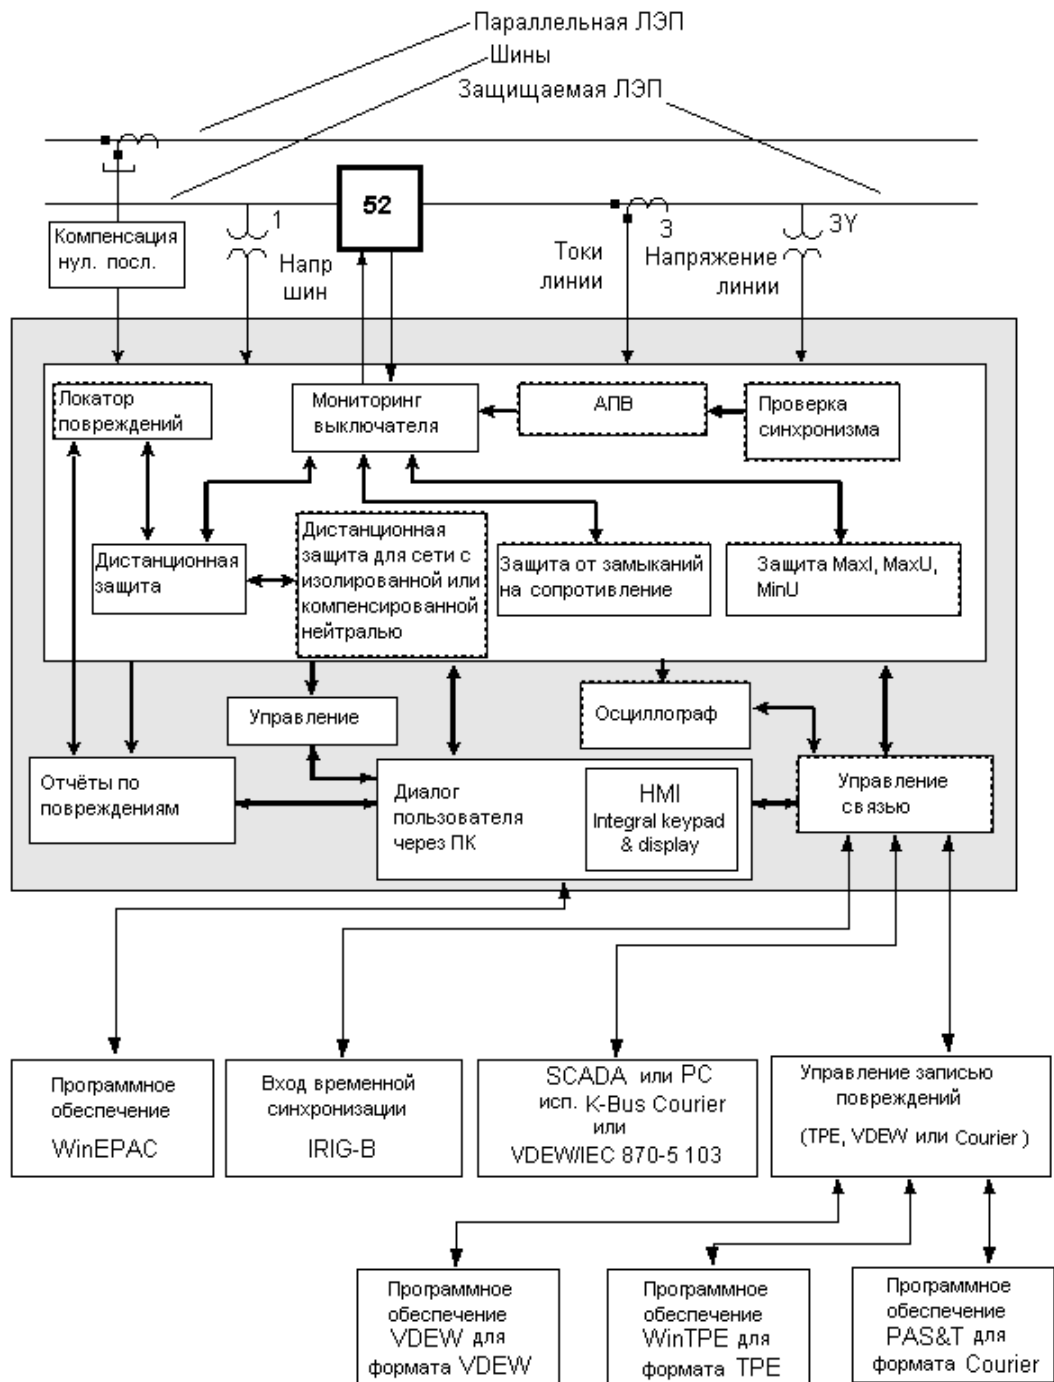 Параллельная ЛЭП
Шины
Защищаемая ЛЭП
52
1
3
3Y
Компенсация
нул. посл.
Напр
шин
Токи
линии
Напряжение
линии
Локатор
повреждений
Мониторинг
выключателя
АПВ
Проверка
синхронизма
Дистанционная
защита
Дистанционная
защита для сети с
изолированной или
компенсированной
нейтралью
Защита от замыканий
на сопротивление
Защита MaxI, MaxU,
MinU
Управление
Осциллограф
Отчёты по
повреждениям
Диалог
пользователя
через ПК
HMI
Integral keypad
& display
Управление
связью
Программное
обеспечение
WinEPAC
Вход временной
синхронизации
IRIG-B
SCADA или PC
исп. K-Bus Courier
или
VDEW/IEC 870-5 103
Управление записью
повреждений
(TPE, VDEW или Courier )
Программное
обеспечение
VDEW для
формата VDEW
Программное
обеспечение
WinTPE для
формата TPE
Программное
обеспечение
PAS&T для
формата Courier